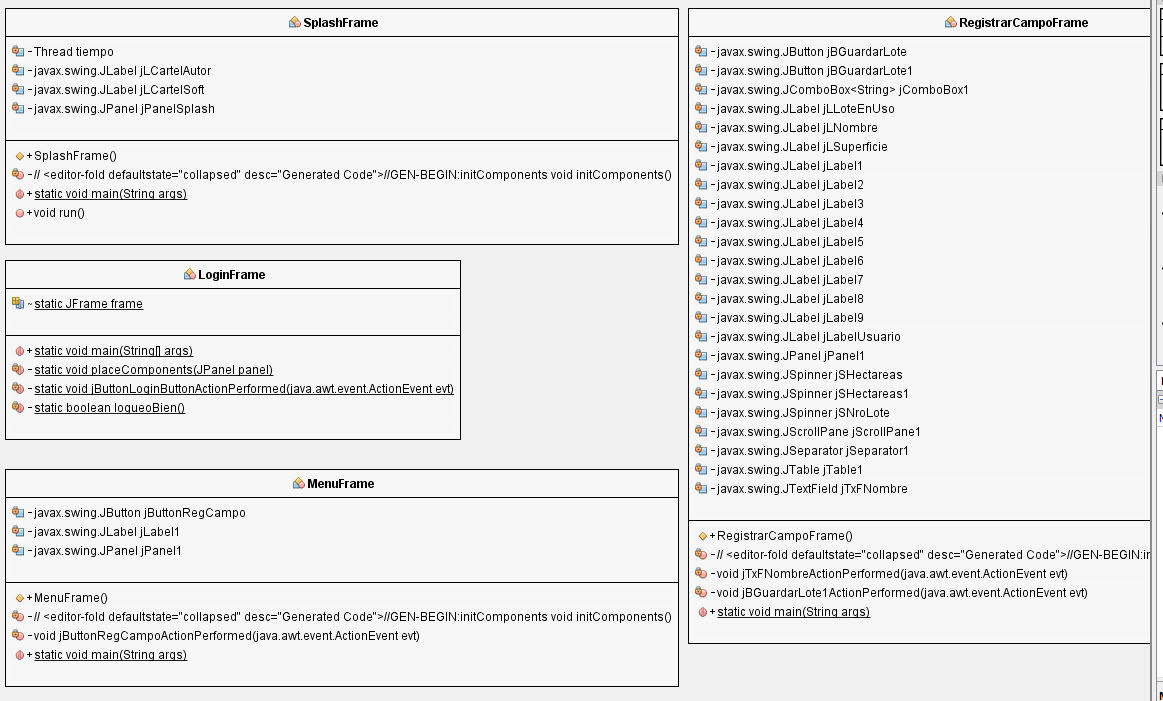 SplashFrame
-Thread tiempo
-javax.swing.JLabel jLCartelAutor
-javax.swing.JLabel jLCartelSoft
-javax.swing.JPanel jPanelSplash
+SplashFrame()
-// <editor-fold defaultstate="collapsed" desc="Generated Code">//GEN-BEGIN:initComponents void initComponents()
+static void main(String args)
+void run()
LoginFrame
~static JFrame frame
+static void main(String[] args)
-static void placeComponents(JPanel panel)
-static void jButtonLoginButtonActionPerformed(java.awt.event.ActionEvent evt)
-static boolean loqueoBien()
MenuFrame
-javax.swing.JButton jButtonRegCampo
-javax.swing.JLabel jLabel1
-javax.swing.JPanel jPanel1
+MenuFrame()
-// <editor-fold defaultstate="collapsed" desc="Generated Code">//GEN-BEGIN:initComponents void initComponents()
-void jButtonRegCampoActionPerformed(java.awt.event.ActionEvent evt)
+static void main(String args)
RegistrarCampoFrame
-javax.swing.JButton jBGuardarLote
-javax.swing.JButton jBGuardarLote1
-javax.swing.JComboBox<String> jComboBox1
-javax.swing.JLabel jLLoteEnUso
-javax.swing.JLabel jLNombre
-javax.swing.JLabel jLSuperficie
-javax.swing.JLabel jLabel1
-javax.swing.JLabel jLabel2
-javax.swing.JLabel jLabel3
-javax.swing.JLabel jLabel4
-javax.swing.JLabel jLabel5
-javax.swing.JLabel jLabel6
-javax.swing.JLabel jLabel7
-javax.swing.JLabel jLabel8
-javax.swing.JLabel jLabel9
-javax.swing.JLabel jLabelUsuario
-javax.swing.JPanel jPanel1
-javax.swing.JSpinner jSHectareas
-javax.swing.JSpinner jSHectareas1
-javax.swing.JSpinner jSNroLote
-javax.swing.JScrollPane jScrollPane1
-javax.swing.JSeparator jSeparator1
-javax.swing.JTable jTable1
-javax.swing.JTextField jTxFNombre
+RegistrarCampoFrame()
-// <editor-fold defaultstate="collapsed" desc="Generated Code">//GEN-BEGIN:ir
-void jTxFNombreActionPerformed(java.awt.event.ActionEvent evt)
-void jBGuardarLote1ActionPerformed(java.awt.event.ActionEvent evt)
+static void main(String args)